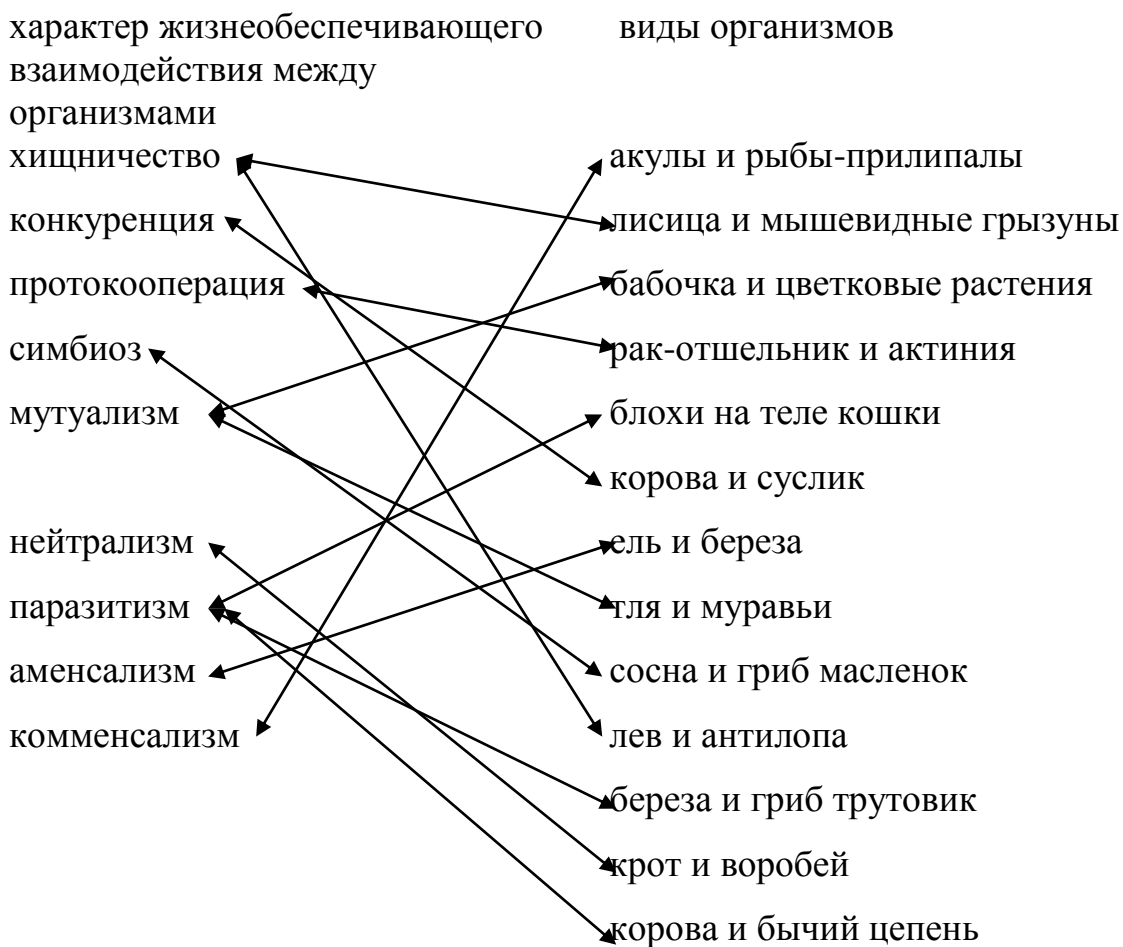 характер жизнеобеспечивающего виды организмов
взаимодействия между
организмами
хищничество акулы и рыбы-прилипалы
конкуренция лисица и мышевидные грызуны
протокооперация бабочка и цветковые растения
симбиоз рак-отшельник и актиния
мутуализм блохи на теле кошки
корова и суслик
нейтрализм ель и береза
паразитизм тля и муравьи
аменсализм сосна и гриб масленок
комменсализм лев и антилопа
береза и гриб трутовик
крот и воробей
корова и бычий цепень